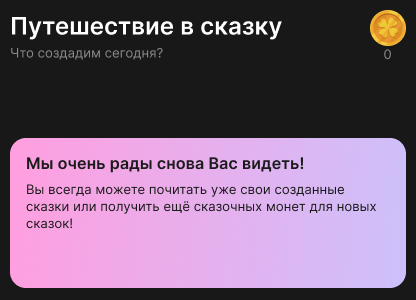 Путешествие в сказку
Что создадим сегодня?
0
Мы очень рады снова Вас видеть!
Вы всегда можете почитать уже свои созданные
сказки или получить ещё сказочных монет для новых
сказок!